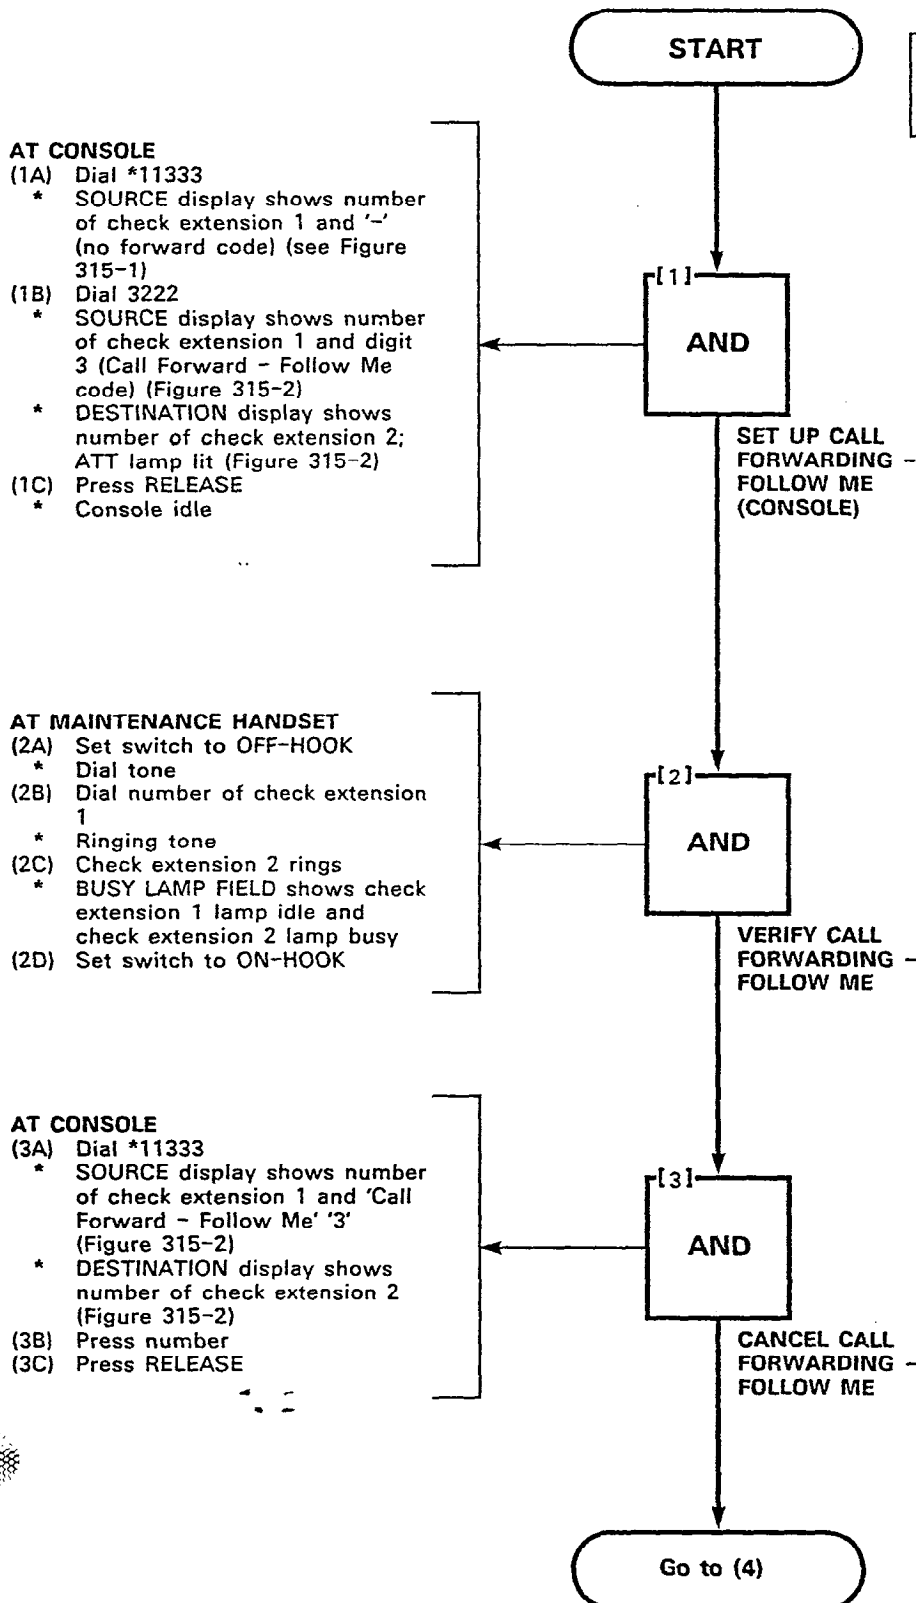 START
AT CONSOLE
(1A) Dial *11333
* SOURCE display shows number
of check extension 1 and '-'
(no forward code) (see Figure
315-1)
(1B) Dial 3222
* SOURCE display shows number
of check extension 1 and digit
3 (Call Forward - Follow Me
code) (Figure 315-2)
* DESTINATION display shows
number of check extension 2;
ATT lamp lit (Figure 315-2)
(1C) Press RELEASE
* Console idle
[1]
AND
SET UP CALL
FORWARDING -
FOLLOW ME
(CONSOLE)
AT MAINTENANCE HANDSET
(2A) Set switch to OFF-HOOK
* Dial tone
(2B) Dial number of check extension
1
* Ringing tone
(2C) Check extension 2 rings
* BUSY LAMP FIELD shows check
extension 1 lamp idle and
check extension 2 lamp busy
(2D) Set switch to ON-HOOK
[2]
AND
VERIFY CALL
FORWARDING -
FOLLOW ME
AT CONSOLE
(3A) Dial *11333
* SOURCE display shows number
of check extension 1 and 'Call
Forward - Follow Me' '3'
(Figure 315-2)
* DESTINATION display shows
number of check extension 2
(Figure 315-2)
(3B) Press number
(3C) Press RELEASE
[3]
AND
CANCEL CALL
FORWARDING -
FOLLOW ME
Go to (4)